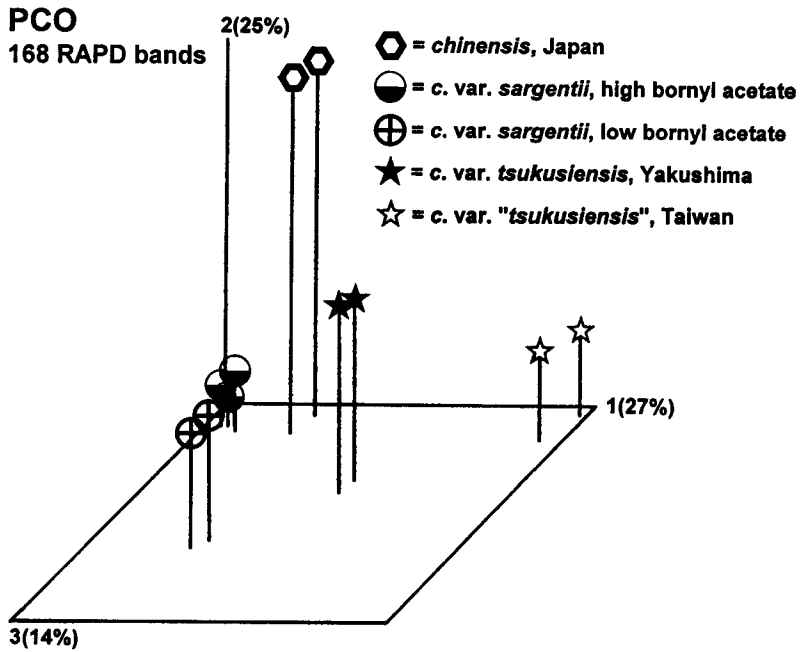 PCO
168 RAPD bands
2(25%)
= chinensis, Japan
= c. var. sargentii, high bornyl acetate
= c. var. sargentii, low bornyl acetate
= c. var. tsukusiensis, Yakushima
= c. var. "tsukusiensis", Taiwan
1(27%)
3(14%)